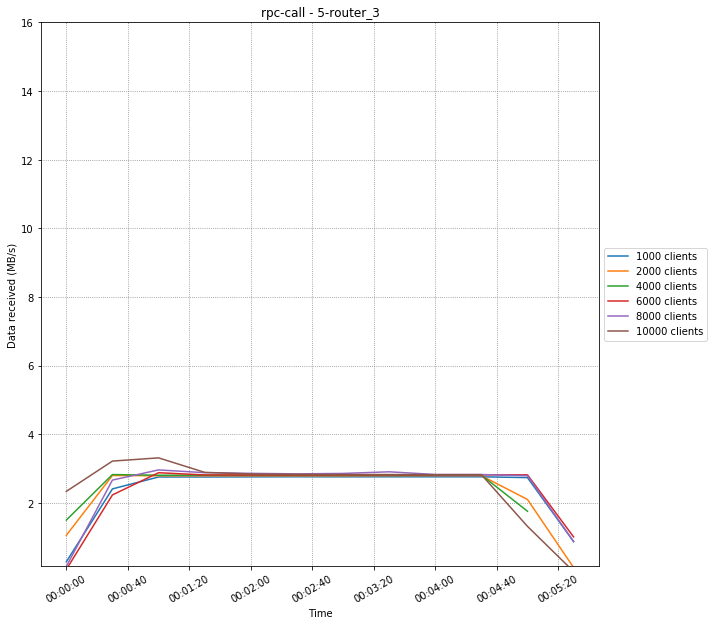 rpc-call - 5-router_3
Data received (MB/s)
16
14
12
10
8
6
4
2
00:00:00
00:00:40
00:01:20
00:02:00
00:02:40
00:03:20
00:04:00
00:04:40
00:05:20
Time
1000 clients
2000 clients
4000 clients
6000 clients
8000 clients
10000 clients